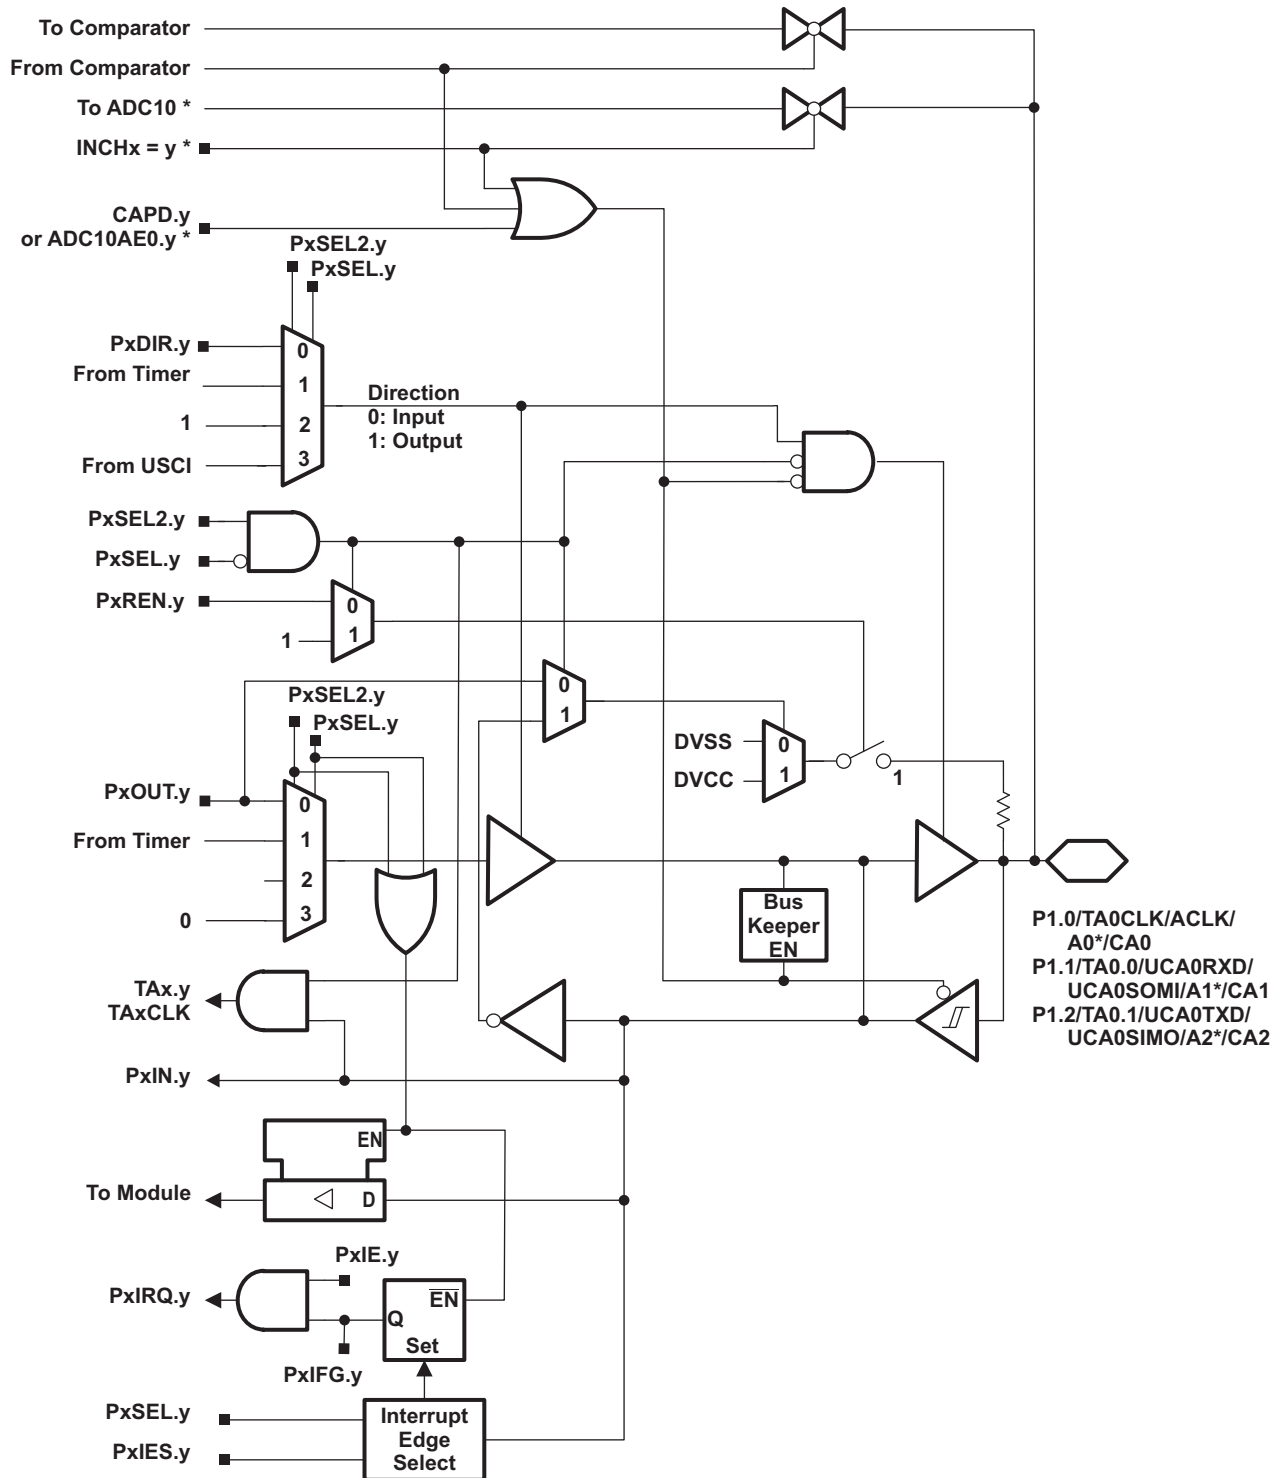 To Comparator
From Comparator
To ADC10 *
INCHx = y *
CAPD.y
or ADC10AE0.y *
PxSEL2.y
PxSEL.y
PxDIR.y
0
From Timer
1
1
2
From USCI
3
Direction
0: Input
1: Output
PxSEL2.y
PxSEL.y
PxREN.y
0
1
1
0
1
PxSEL2.y
PxSEL.y
DVSS
0
DVCC
1
1
PxOUT.y
0
From Timer
1
2
0
3
Bus
Keeper
EN
P1.0/TA0CLK/ACLK/
A0*/CA0
P1.1/TA0.0/UCA0RXD/
UCA0SOMI/A1*/CA1
P1.2/TA0.1/UCA0TXD/
UCA0SIMO/A2*/CA2
TAx.y
TAxCLK
PxIN.y
EN
To Module
D
PxIE.y
PxIRQ.y
EN
Q
Set
PxIFG.y
PxSEL.y
PxIES.y
Interrupt
Edge
Select